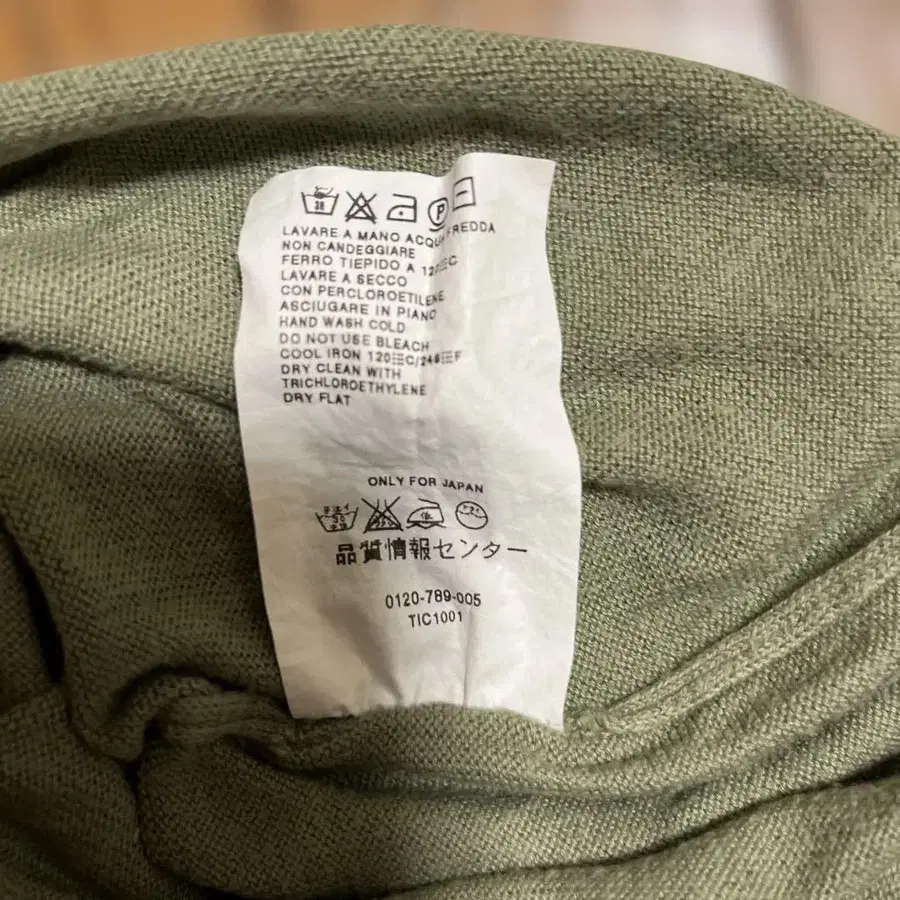 LAVARE A MANO ACQUA FREDDA
NON CANDEGGIARE
FERRO TIEPIDO A 120 C
LAVARE A SECCO
CON PERCLOROETILENE
ASCIUGARE IN PIANO
HAND WASH COLD
DO NOT USE BLEACH
COOL IRON 120 C/248 F
DRY CLEAN WITH
TRICHLOROETHYLENE
DRY FLAT
ONLY FOR JAPAN
品質情報センター
0120-789-005
TIC1001